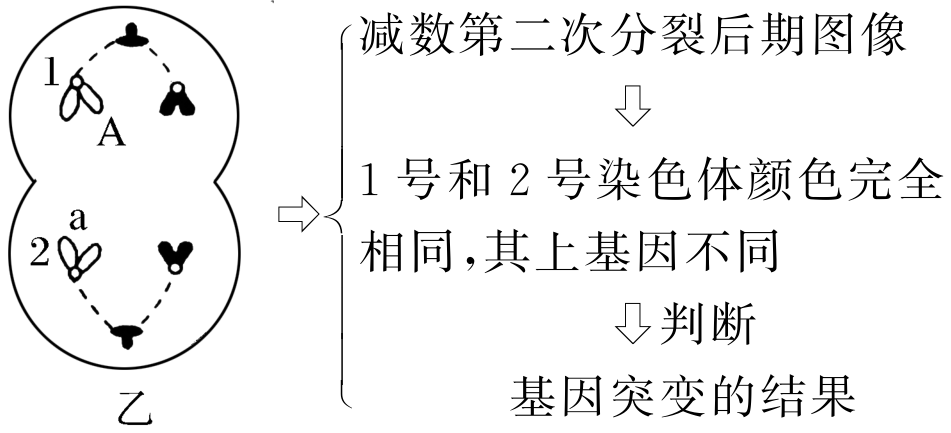 1
A
a
2
乙
减数第二次分裂后期图像
1号和2号染色体颜色完全
相同,其上基因不同
判断
基因突变的结果